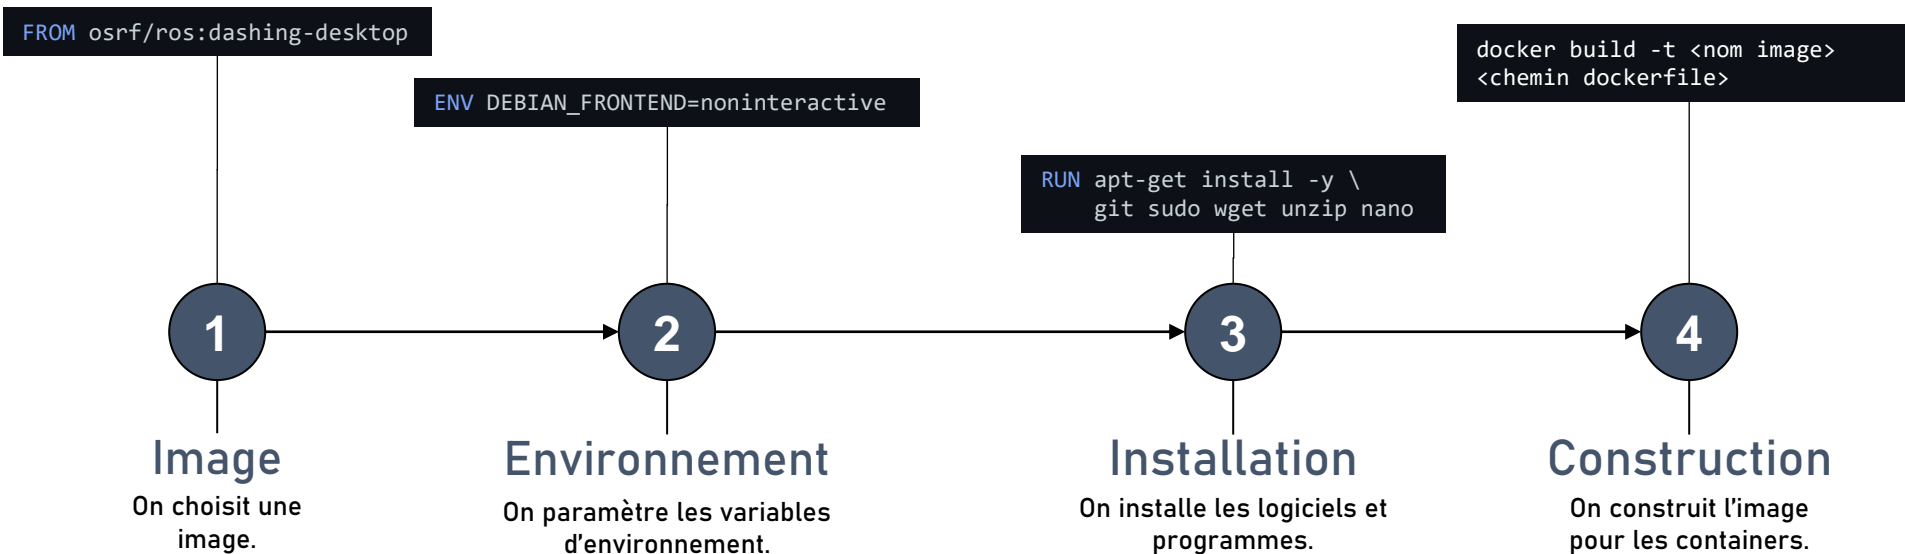 FROM osrf/ros:dashing-desktop
ENV DEBIAN_FRONTEND=noninteractive
RUN apt-get install -y \
git sudo wget unzip nano
docker build -t <nom image>
<chemin dockerfile>
1
2
3
4
Image
On choisit une
image.
Environnement
On paramètre les variables
d'environnement.
Installation
On installe les logiciels et
programmes.
Construction
On construit l'image
pour les containers.